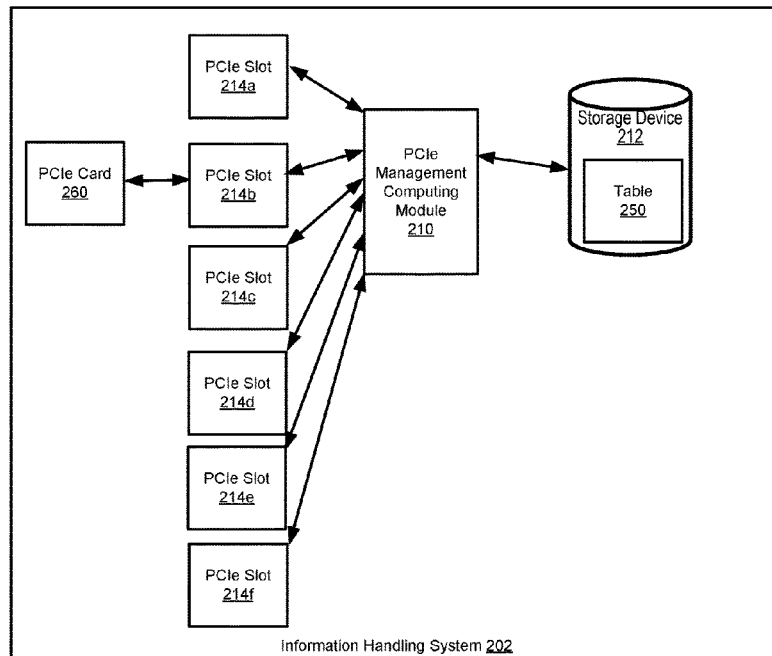 PCIe Slot
214a
PCIe Card
260
PCIe Slot
214b
PCIe Slot
214c
PCIe Slot
214d
PCIe Slot
214e
PCIe Slot
214f
PCIe
Management
Computing
Module
210
Storage Device
212
Table
250
Information Handling System 202